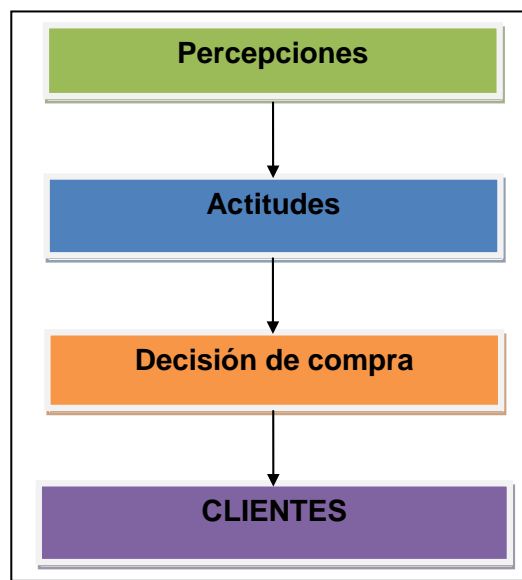 Percepciones
Actitudes
Decisión de compra
CLIENTES